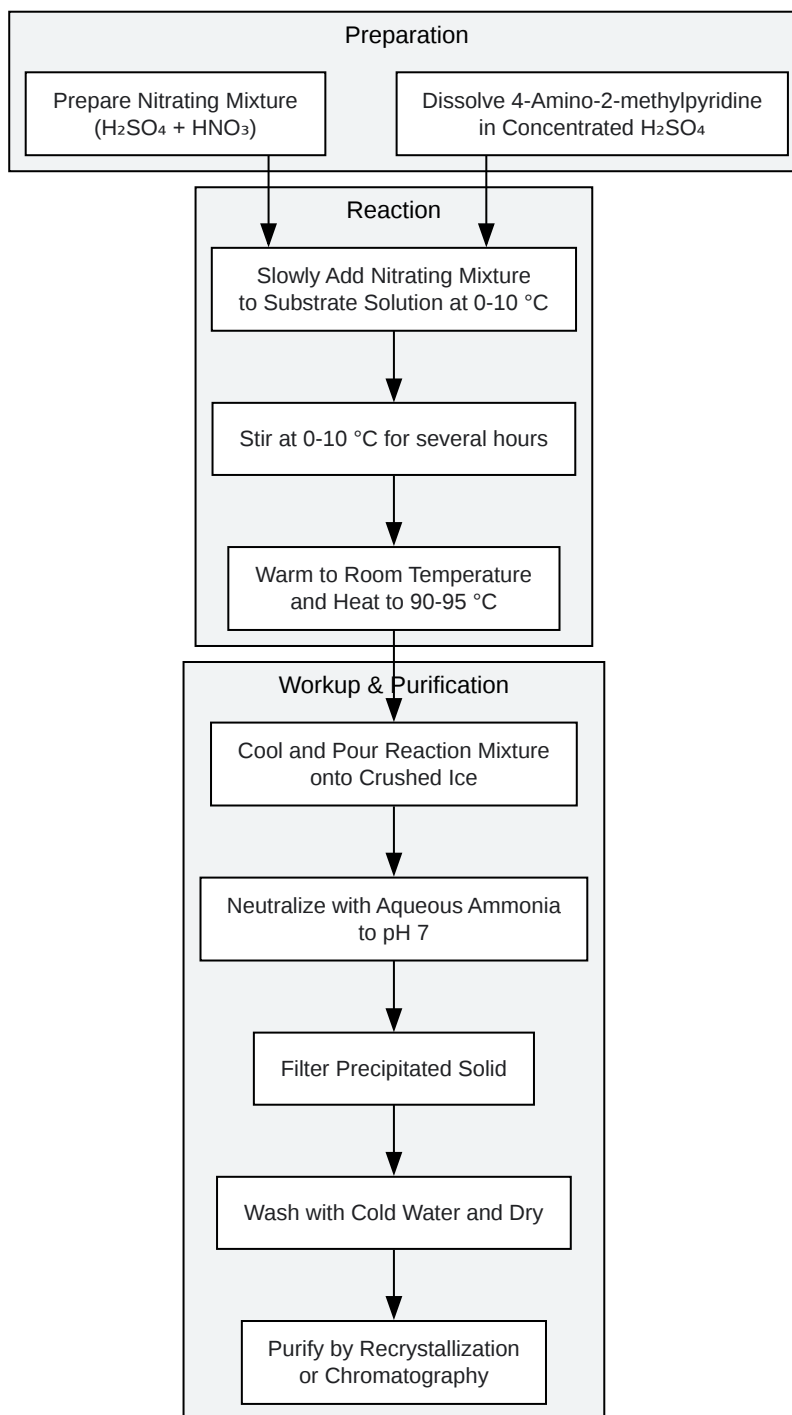 Preparation
Prepare Nitrating Mixture
(H₂SO₄ + HNO₃)
Dissolve 4-Amino-2-methylpyridine
in Concentrated H₂SO₄
Reaction
Slowly Add Nitrating Mixture
to Substrate Solution at 0-10 °C
Stir at 0-10 °C for several hours
Warm to Room Temperature
and Heat to 90-95 °C
Workup & Purification
Cool and Pour Reaction Mixture
onto Crushed Ice
Neutralize with Aqueous Ammonia
to pH 7
Filter Precipitated Solid
Wash with Cold Water and Dry
Purify by Recrystallization
or Chromatography